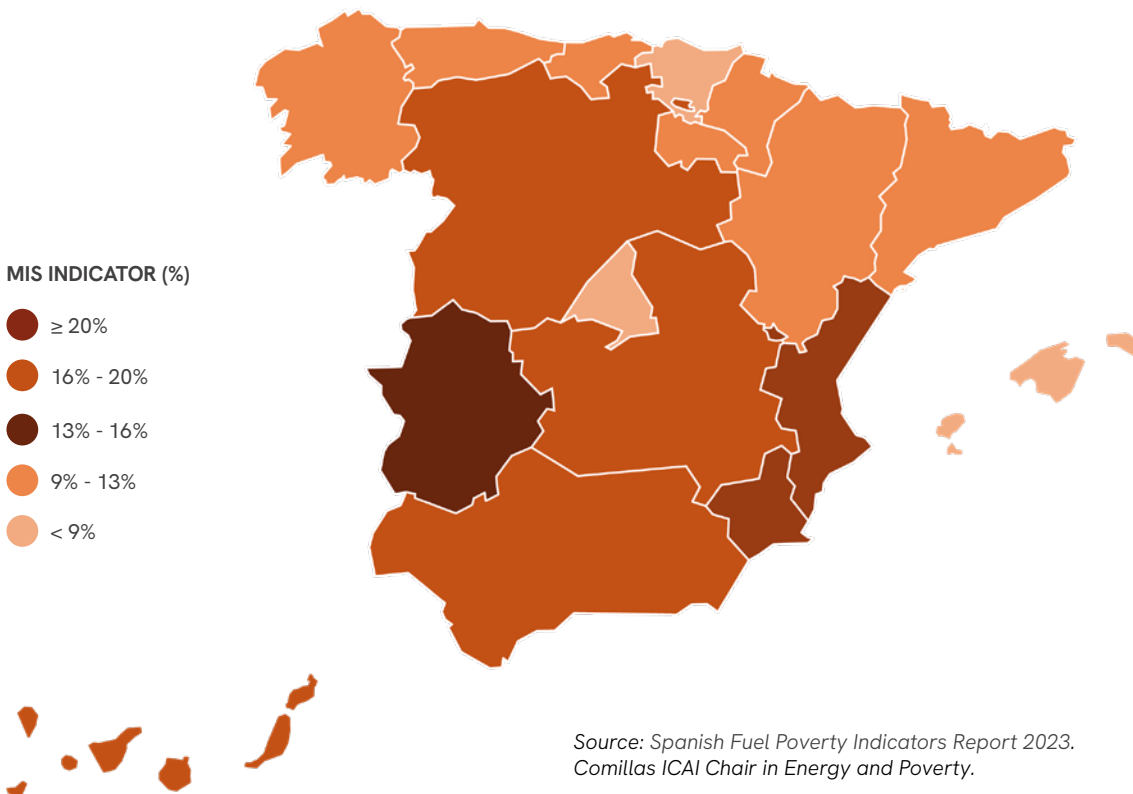 MIS INDICATOR (%)
≥ 20%
16% - 20%
13% - 16%
9% - 13%
< 9%
Source: Spanish Fuel Poverty Indicators Report 2023.
Comillas ICAI Chair in Energy and Poverty.